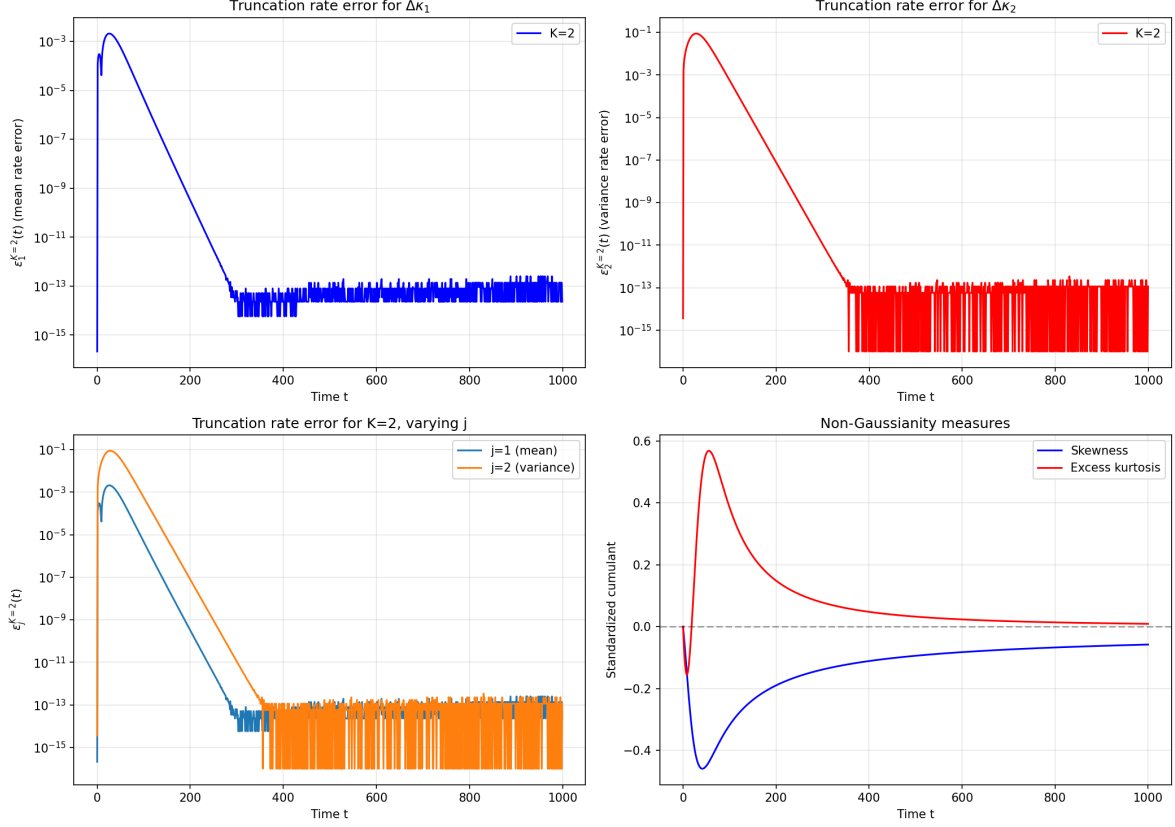 Truncation rate error for Δκ₁
K=2
10⁻³
10⁻⁵
10⁻⁷
10⁻⁹
10⁻¹¹
10⁻¹³
10⁻¹⁵
ε₁ᴷ⁼²(t) (mean rate error)
0
200
400
600
800
1000
Time t
Truncation rate error for Δκ₂
K=2
10⁻¹
10⁻³
10⁻⁵
10⁻⁷
10⁻⁹
10⁻¹¹
10⁻¹³
10⁻¹⁵
ε₂ᴷ⁼²(t) (variance rate error)
0
200
400
600
800
1000
Time t
Truncation rate error for K=2, varying j
j=1 (mean)
j=2 (variance)
10⁻¹
10⁻³
10⁻⁵
10⁻⁷
10⁻⁹
10⁻¹¹
10⁻¹³
10⁻¹⁵
εⱼᴷ⁼²(t)
0
200
400
600
800
1000
Time t
Non-Gaussianity measures
Skewness
Excess kurtosis
0.6
0.4
0.2
0.0
−0.2
−0.4
Standardized cumulant
0
200
400
600
800
1000
Time t